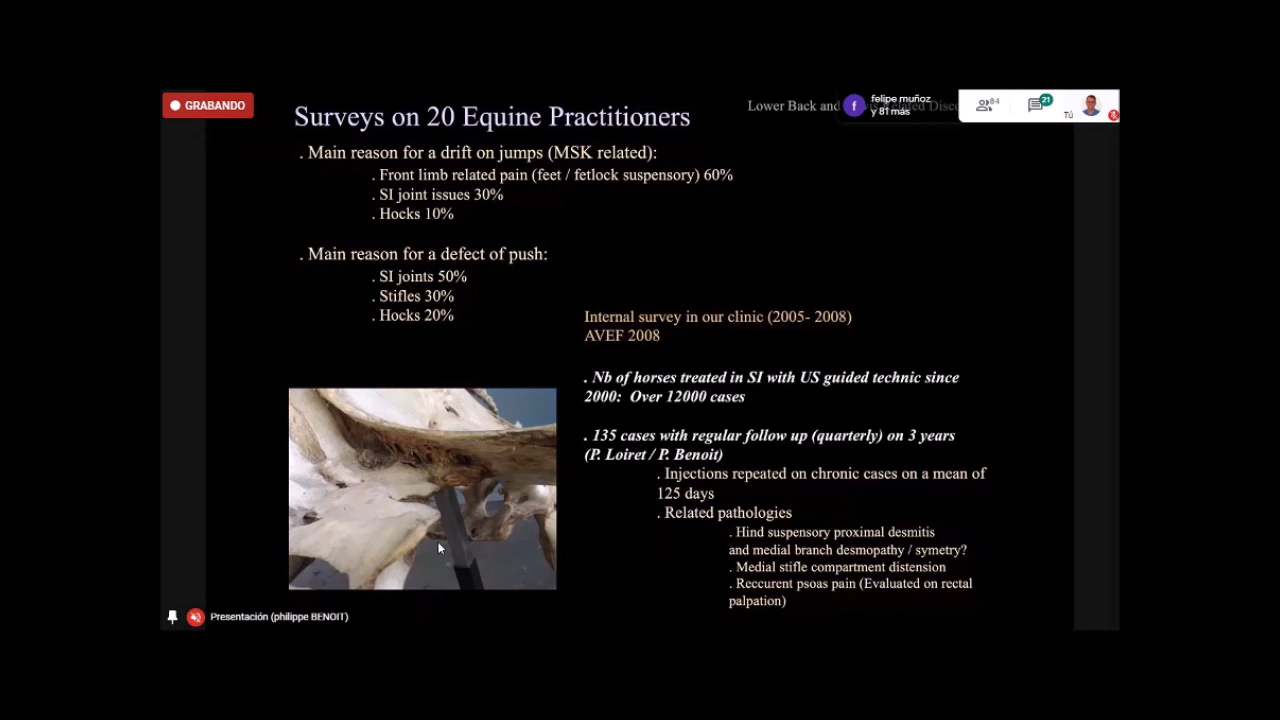 GRABANDO
Surveys on 20 Equine Practitioners
Lower Back and
felipe muñoz
y 81 más
84
21
Tú
. Main reason for a drift on jumps (MSK related):
. Front limb related pain (feet / fetlock suspensory) 60%
. SI joint issues 30%
. Hocks 10%
. Main reason for a defect of push:
. SI joints 50%
. Stifles 30%
. Hocks 20%
Internal survey in our clinic (2005- 2008)
AVEF 2008
. Nb of horses treated in SI with US guided technic since
2000: Over 12000 cases
. 135 cases with regular follow up (quarterly) on 3 years
(P. Loiret / P. Benoit)
. Injections repeated on chronic cases on a mean of
125 days
. Related pathologies
. Hind suspensory proximal desmitis
and medial branch desmopathy / symetry?
. Medial stifle compartment distension
. Reccurent psoas pain (Evaluated on rectal
palpation)
Presentación (philippe BENOIT)